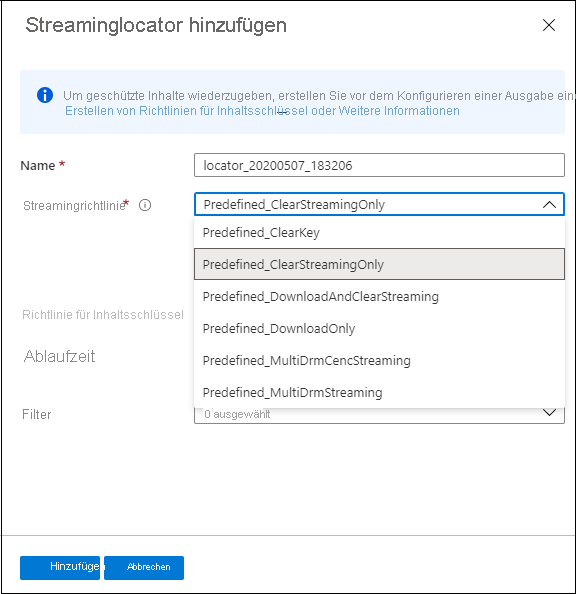 Streaminglocator hinzufügen
Um geschützte Inhalte wiederzugeben, erstellen Sie vor dem Konfigurieren einer Ausgabe ein
Erstellen von Richtlinien für Inhaltsschlüssel oder Weitere Informationen
Name * locator_20200507_183206
Streamingrichtlinie* Predefined_ClearStreamingOnly
Predefined_ClearKey
Predefined_ClearStreamingOnly
Predefined_DownloadAndClearStreaming
Richtlinie für Inhaltsschlüssel
Predefined_DownloadOnly
Ablaufzeit
Predefined_MultiDrmCencStreaming
Predefined_MultiDrmStreaming
Filter 0 ausgewählt
Hinzufügen Abbrechen